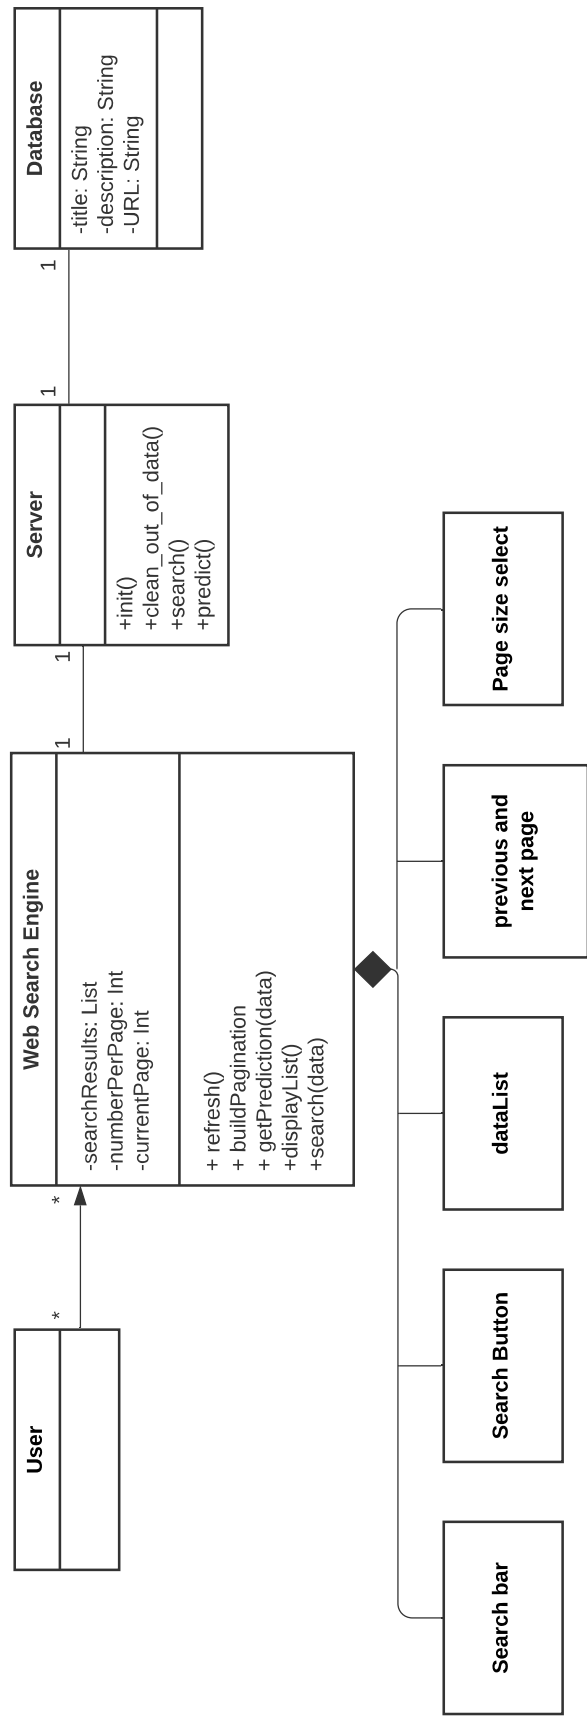 User
*
*
Web Search Engine
-searchResults: List
-numberPerPage: Int
-currentPage: Int
+ refresh()
+ buildPagination
+ getPrediction(data)
+displayList()
+search(data)
1
1
Server
+init()
+clean_out_of_data()
+search()
+predict()
1
1
Database
-title: String
-description: String
-URL: String
Search bar
Search Button
dataList
previous and
next page
Page size select